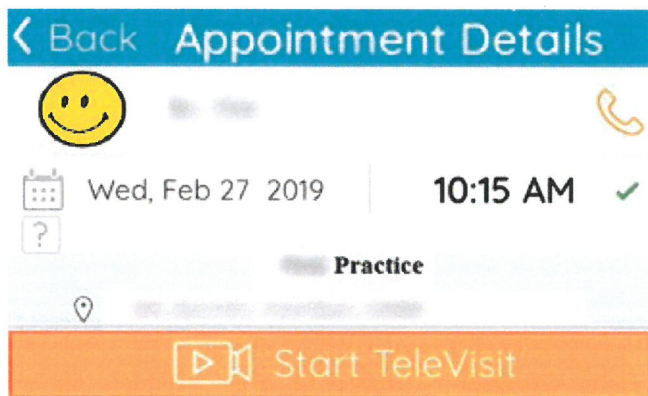 Back Appointment Details
Wed, Feb 27 2019 10:15 AM
?
Practice
Start TeleVisit